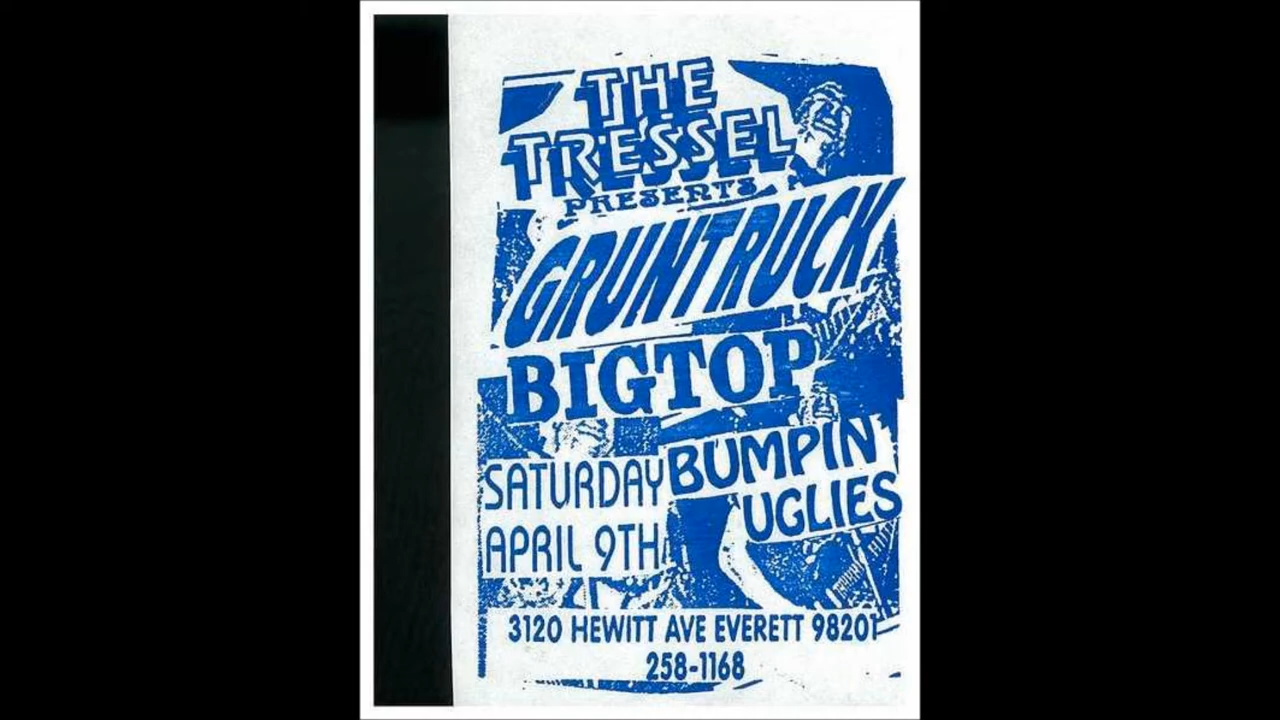 THE
TRESSEL
PRESENTS
GRUNTRUCK
BIGTOP
BUMPIN
UGLIES
SATURDAY
APRIL 9TH
3120 HEWITT AVE EVERETT 98201
258-1168